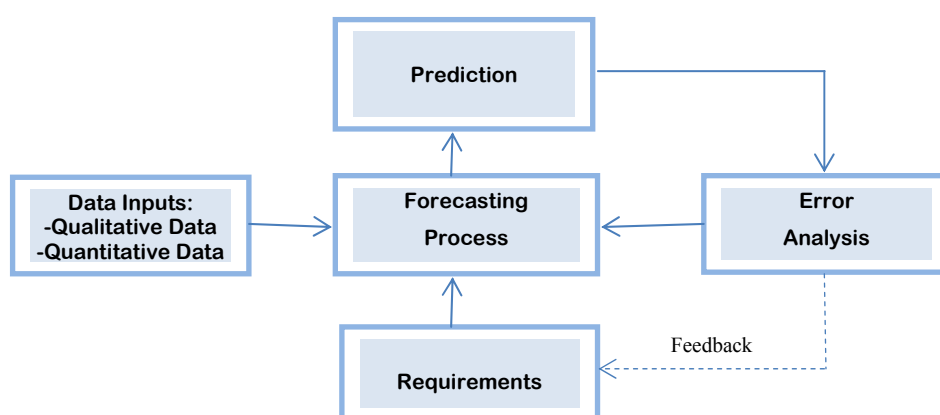 Prediction
Data Inputs:
-Qualitative Data
-Quantitative Data
Forecasting
Process
Error
Analysis
Feedback
Requirements